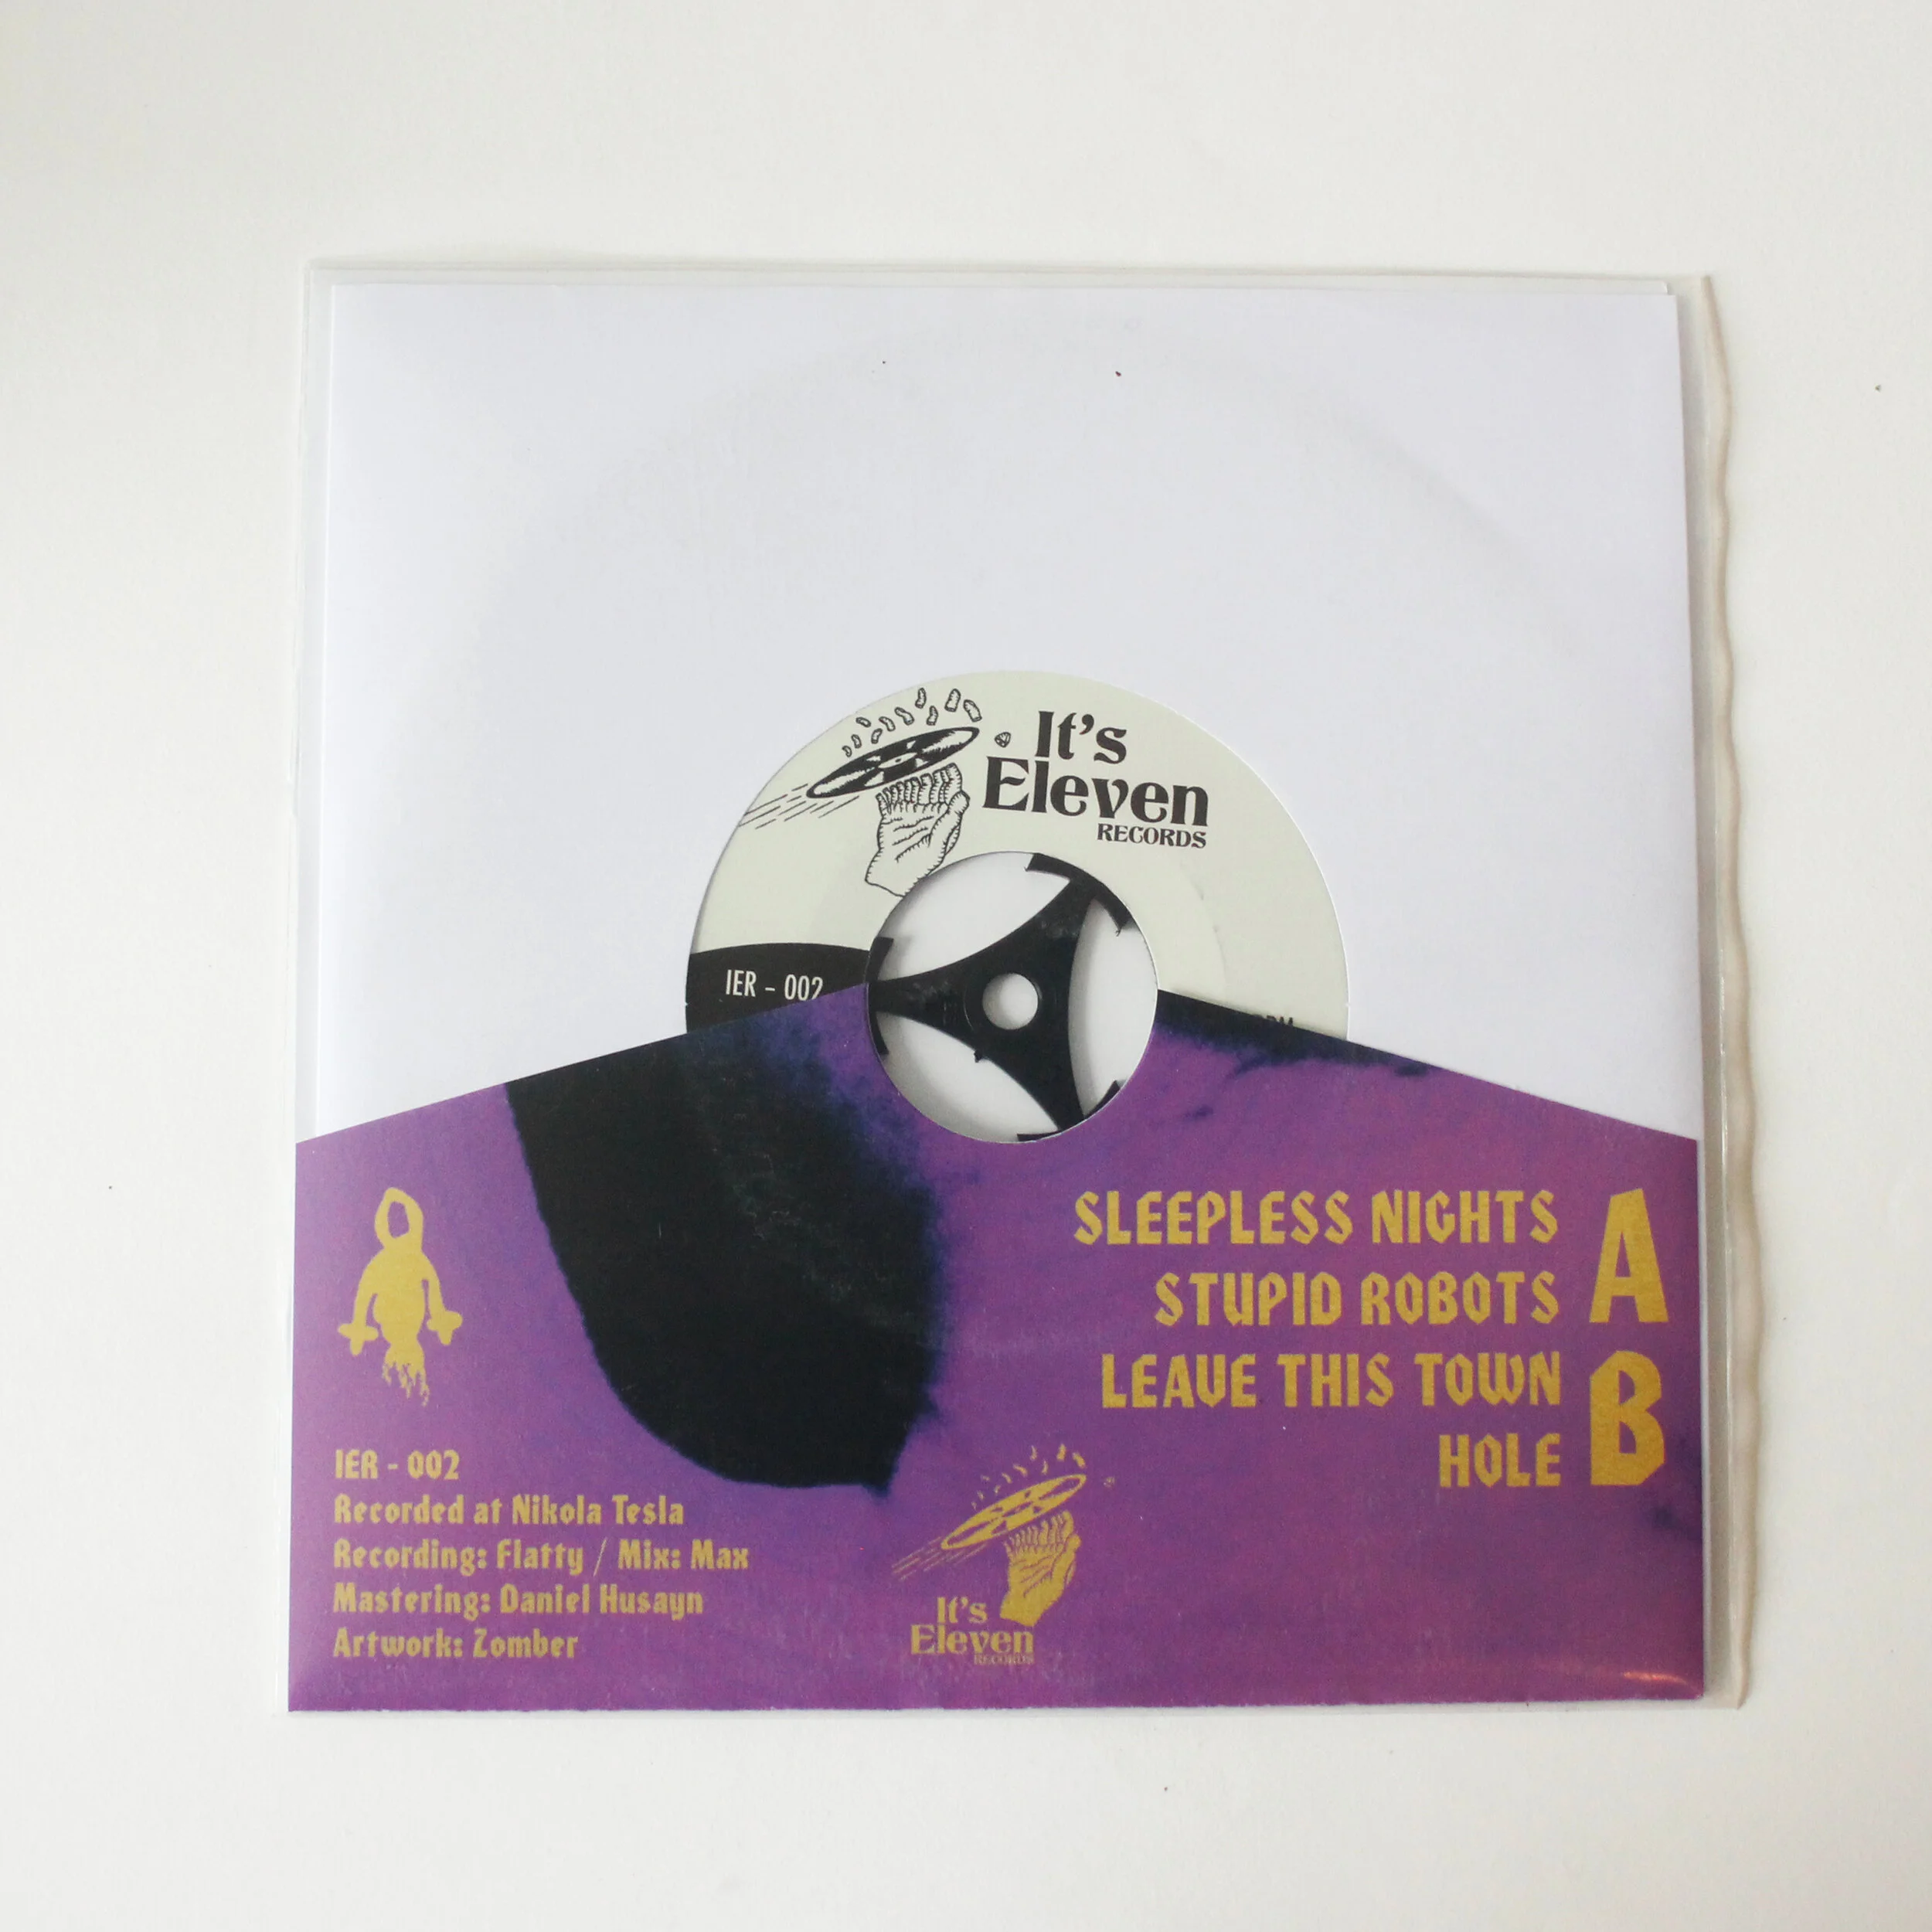 It's
Eleven
RECORDS
IER - 002
SLEEPLESS NIGHTS
STUPID ROBOTS
A
LEAVE THIS TOWN
HOLE
B
IER - 002
Recorded at Nikola Tesla
Recording: Flatty / Mix: Max
Mastering: Daniel Husayn
Artwork: Zomber
It's
Eleven
RECORDS